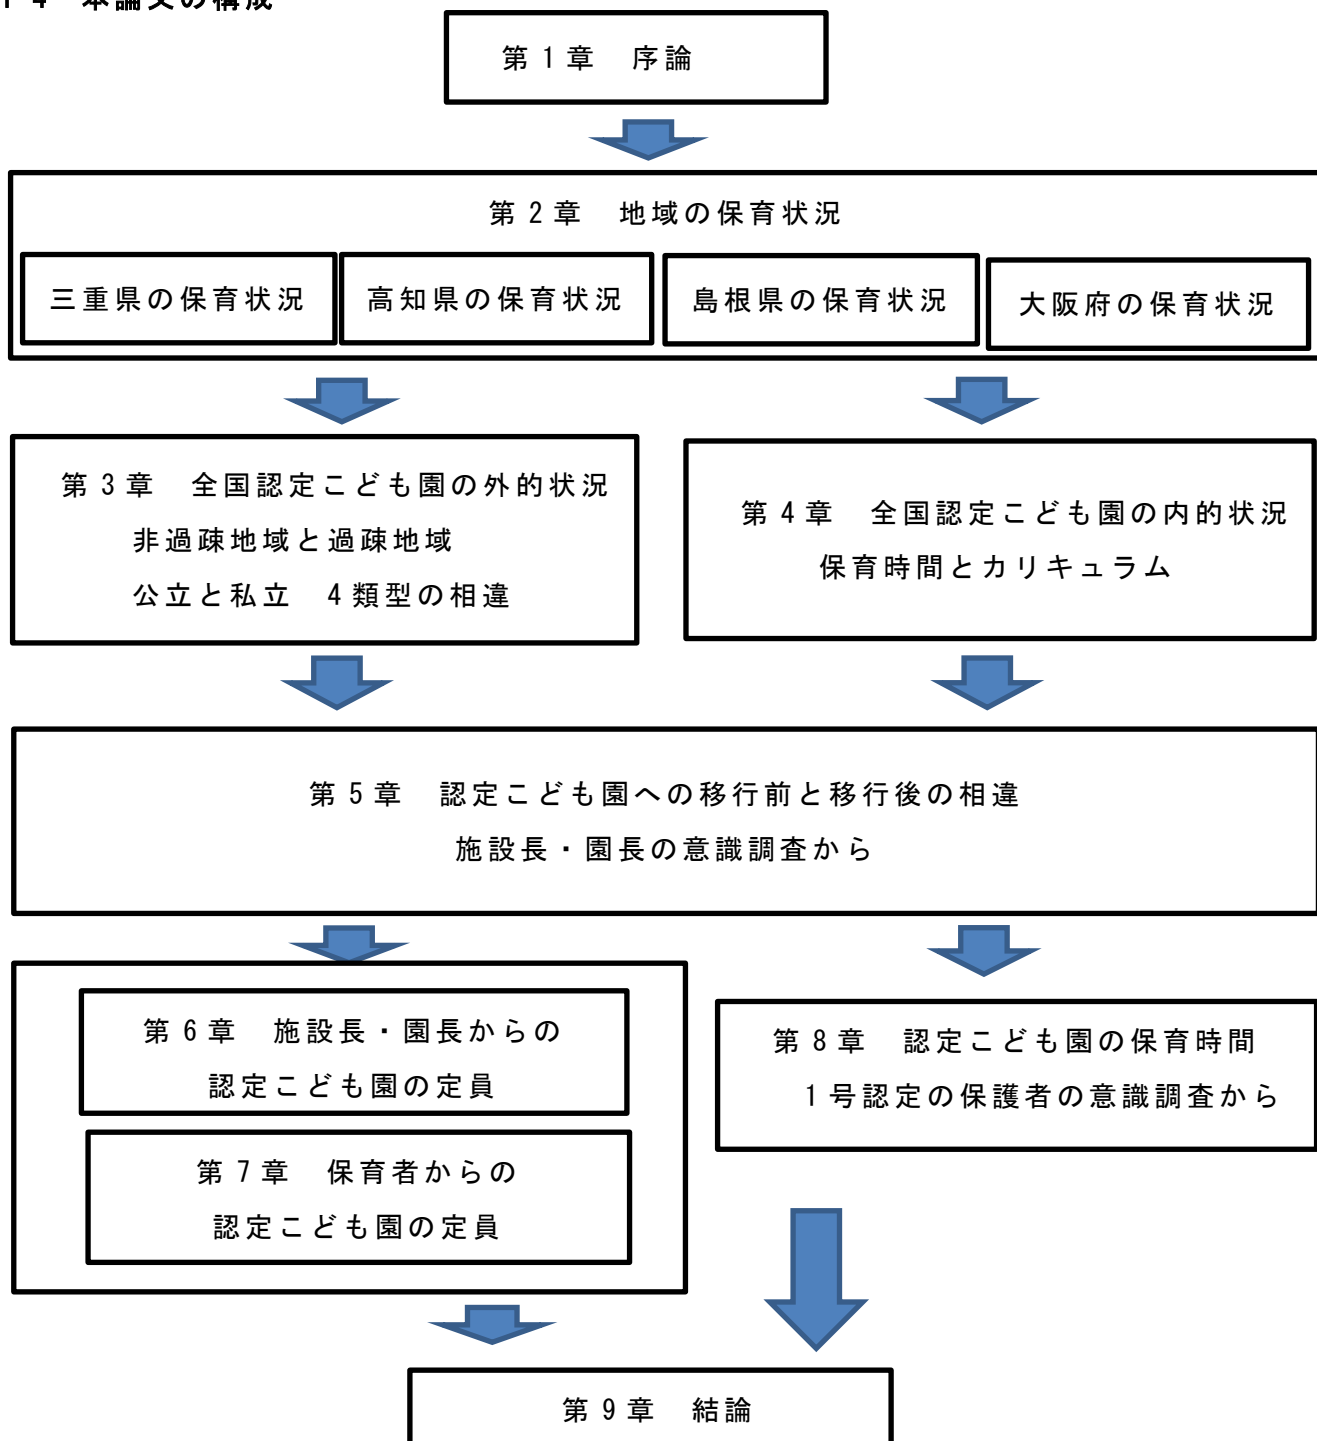 1-4 本論文の構成
第1章 序論
第2章 地域の保育状況
三重県の保育状況
高知県の保育状況
島根県の保育状況
大阪府の保育状況
第3章 全国認定こども園の外的状況
非過疎地域と過疎地域
公立と私立 4類型の相違
第4章 全国認定こども園の内的状況
保育時間とカリキュラム
第5章 認定こども園への移行前と移行後の相違
施設長・園長の意識調査から
第6章 施設長・園長からの
認定こども園の定員
第7章 保育者からの
認定こども園の定員
第8章 認定こども園の保育時間
1号認定の保護者の意識調査から
第9章 結論